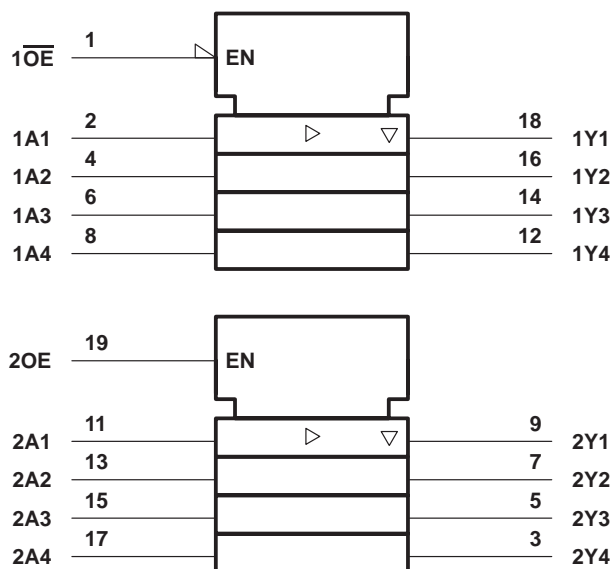 1O̅E̅ 1 EN
1A1 2 18 1Y1
1A2 4 16 1Y2
1A3 6 14 1Y3
1A4 8 12 1Y4
2OE 19 EN
2A1 11 9 2Y1
2A2 13 7 2Y2
2A3 15 5 2Y3
2A4 17 3 2Y4